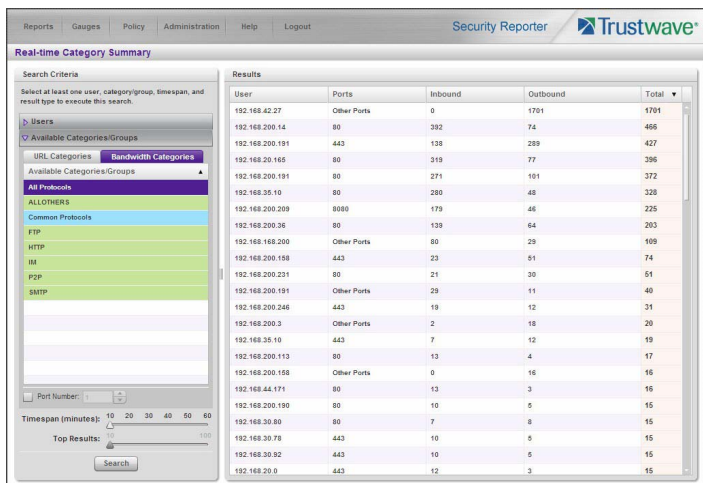 Reports Gauges Policy Administration Help Logout
Security Reporter
Trustwave®
Real-time Category Summary
Search Criteria
Select at least one user, category/group, timespan, and
result type to execute this search.
Users
Available Categories/Groups
URL Categories Bandwidth Categories
Available Categories/Groups
All Protocols
ALLOTHERS
Common Protocols
FTP
HTTP
IM
P2P
SMTP
Port Number: 1
Timespan (minutes): 10 20 30 40 50 60
Top Results: 10 100
Search
Results
User Ports Inbound Outbound Total
192.168.42.27 Other Ports 0 1701 1701
192.168.200.14 80 392 74 466
192.168.200.191 443 138 289 427
192.168.20.165 80 319 77 396
192.168.200.191 80 271 101 372
192.168.35.10 80 280 48 328
192.168.200.209 8080 179 46 225
192.168.200.36 80 139 64 203
192.168.168.200 Other Ports 80 29 109
192.168.200.158 443 23 51 74
192.168.200.231 80 21 30 51
192.168.200.191 Other Ports 29 11 40
192.168.200.246 443 19 12 31
192.168.200.3 Other Ports 2 18 20
192.168.35.10 443 7 12 19
192.168.200.113 80 13 4 17
192.168.200.158 Other Ports 0 16 16
192.168.44.171 80 13 3 16
192.168.200.190 80 10 5 15
192.168.30.80 80 7 8 15
192.168.30.78 443 10 5 15
192.168.30.92 443 10 5 15
192.168.20.0 443 12 3 15